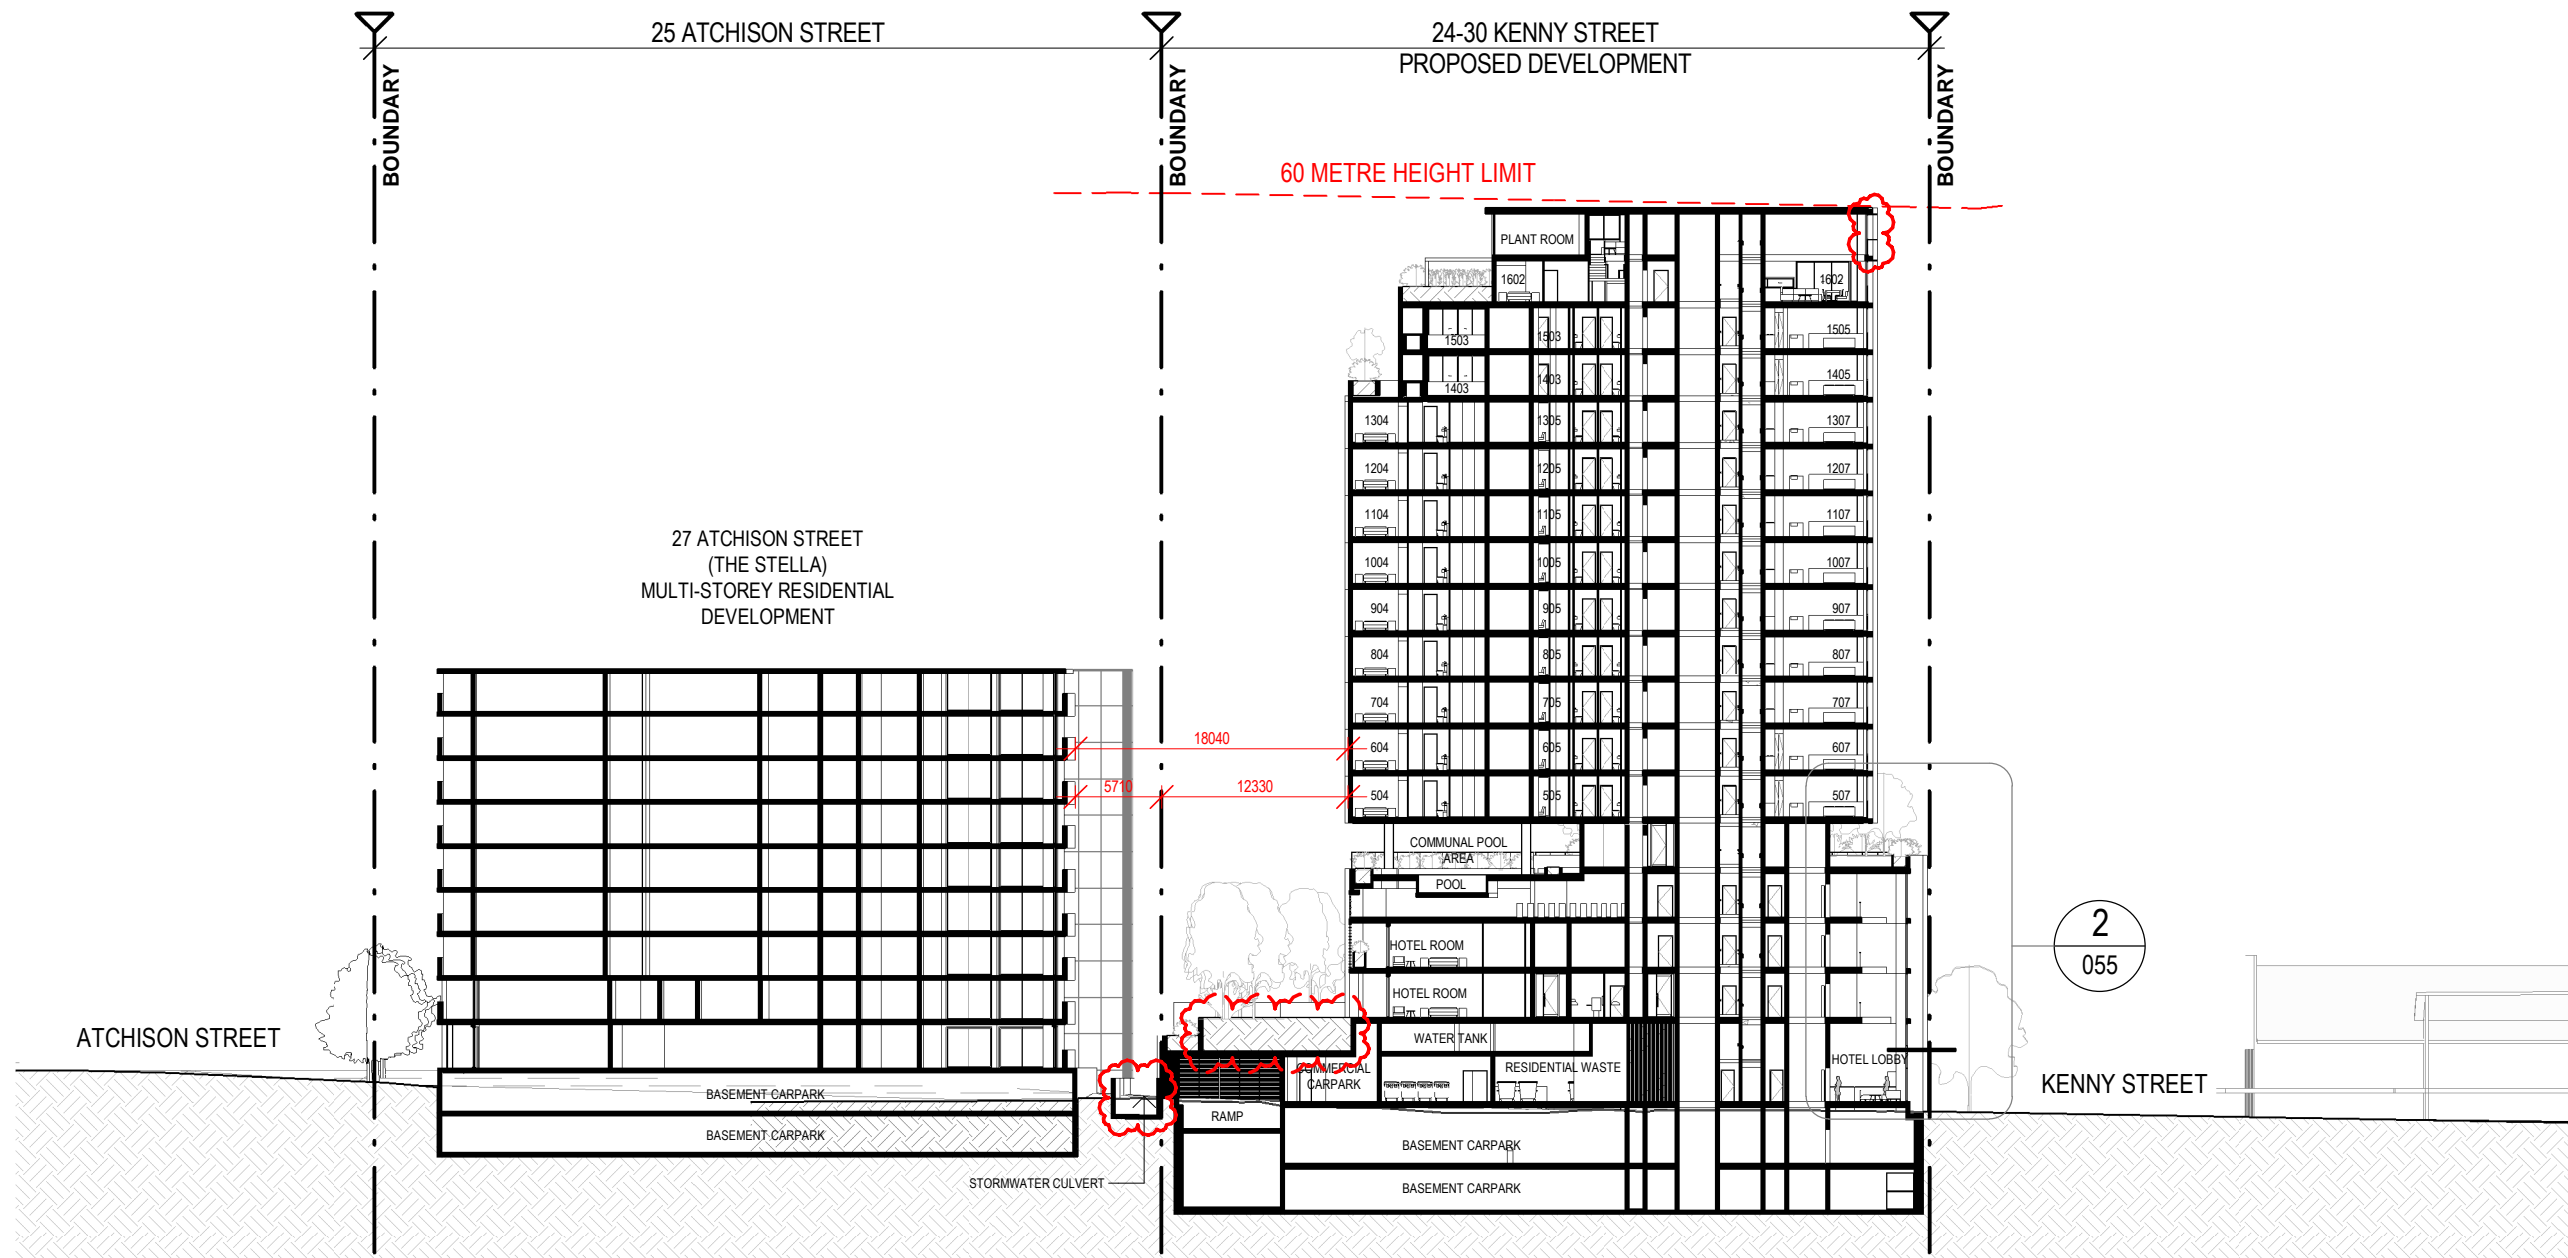 25 ATCHISON STREET
24-30 KENNY STREET
PROPOSED DEVELOPMENT
BOUNDARY
BOUNDARY
BOUNDARY
60 METRE HEIGHT LIMIT
PLANT ROOM
1602
1602
1503
1503
1505
1403
1403
1405
1304
1305
1307
1204
1205
1207
1104
1105
1107
1004
1005
1007
904
905
907
804
805
807
704
705
707
604
605
607
504
505
507
27 ATCHISON STREET
(THE STELLA)
MULTI-STOREY RESIDENTIAL
DEVELOPMENT
18040
5710
12330
COMMUNAL POOL
AREA
POOL
HOTEL ROOM
HOTEL ROOM
2
055
ATCHISON STREET
WATER TANK
COMMERCIAL
CARPARK
RESIDENTIAL WASTE
HOTEL LOBBY
KENNY STREET
BASEMENT CARPARK
BASEMENT CARPARK
RAMP
BASEMENT CARPARK
BASEMENT CARPARK
STORMWATER CULVERT